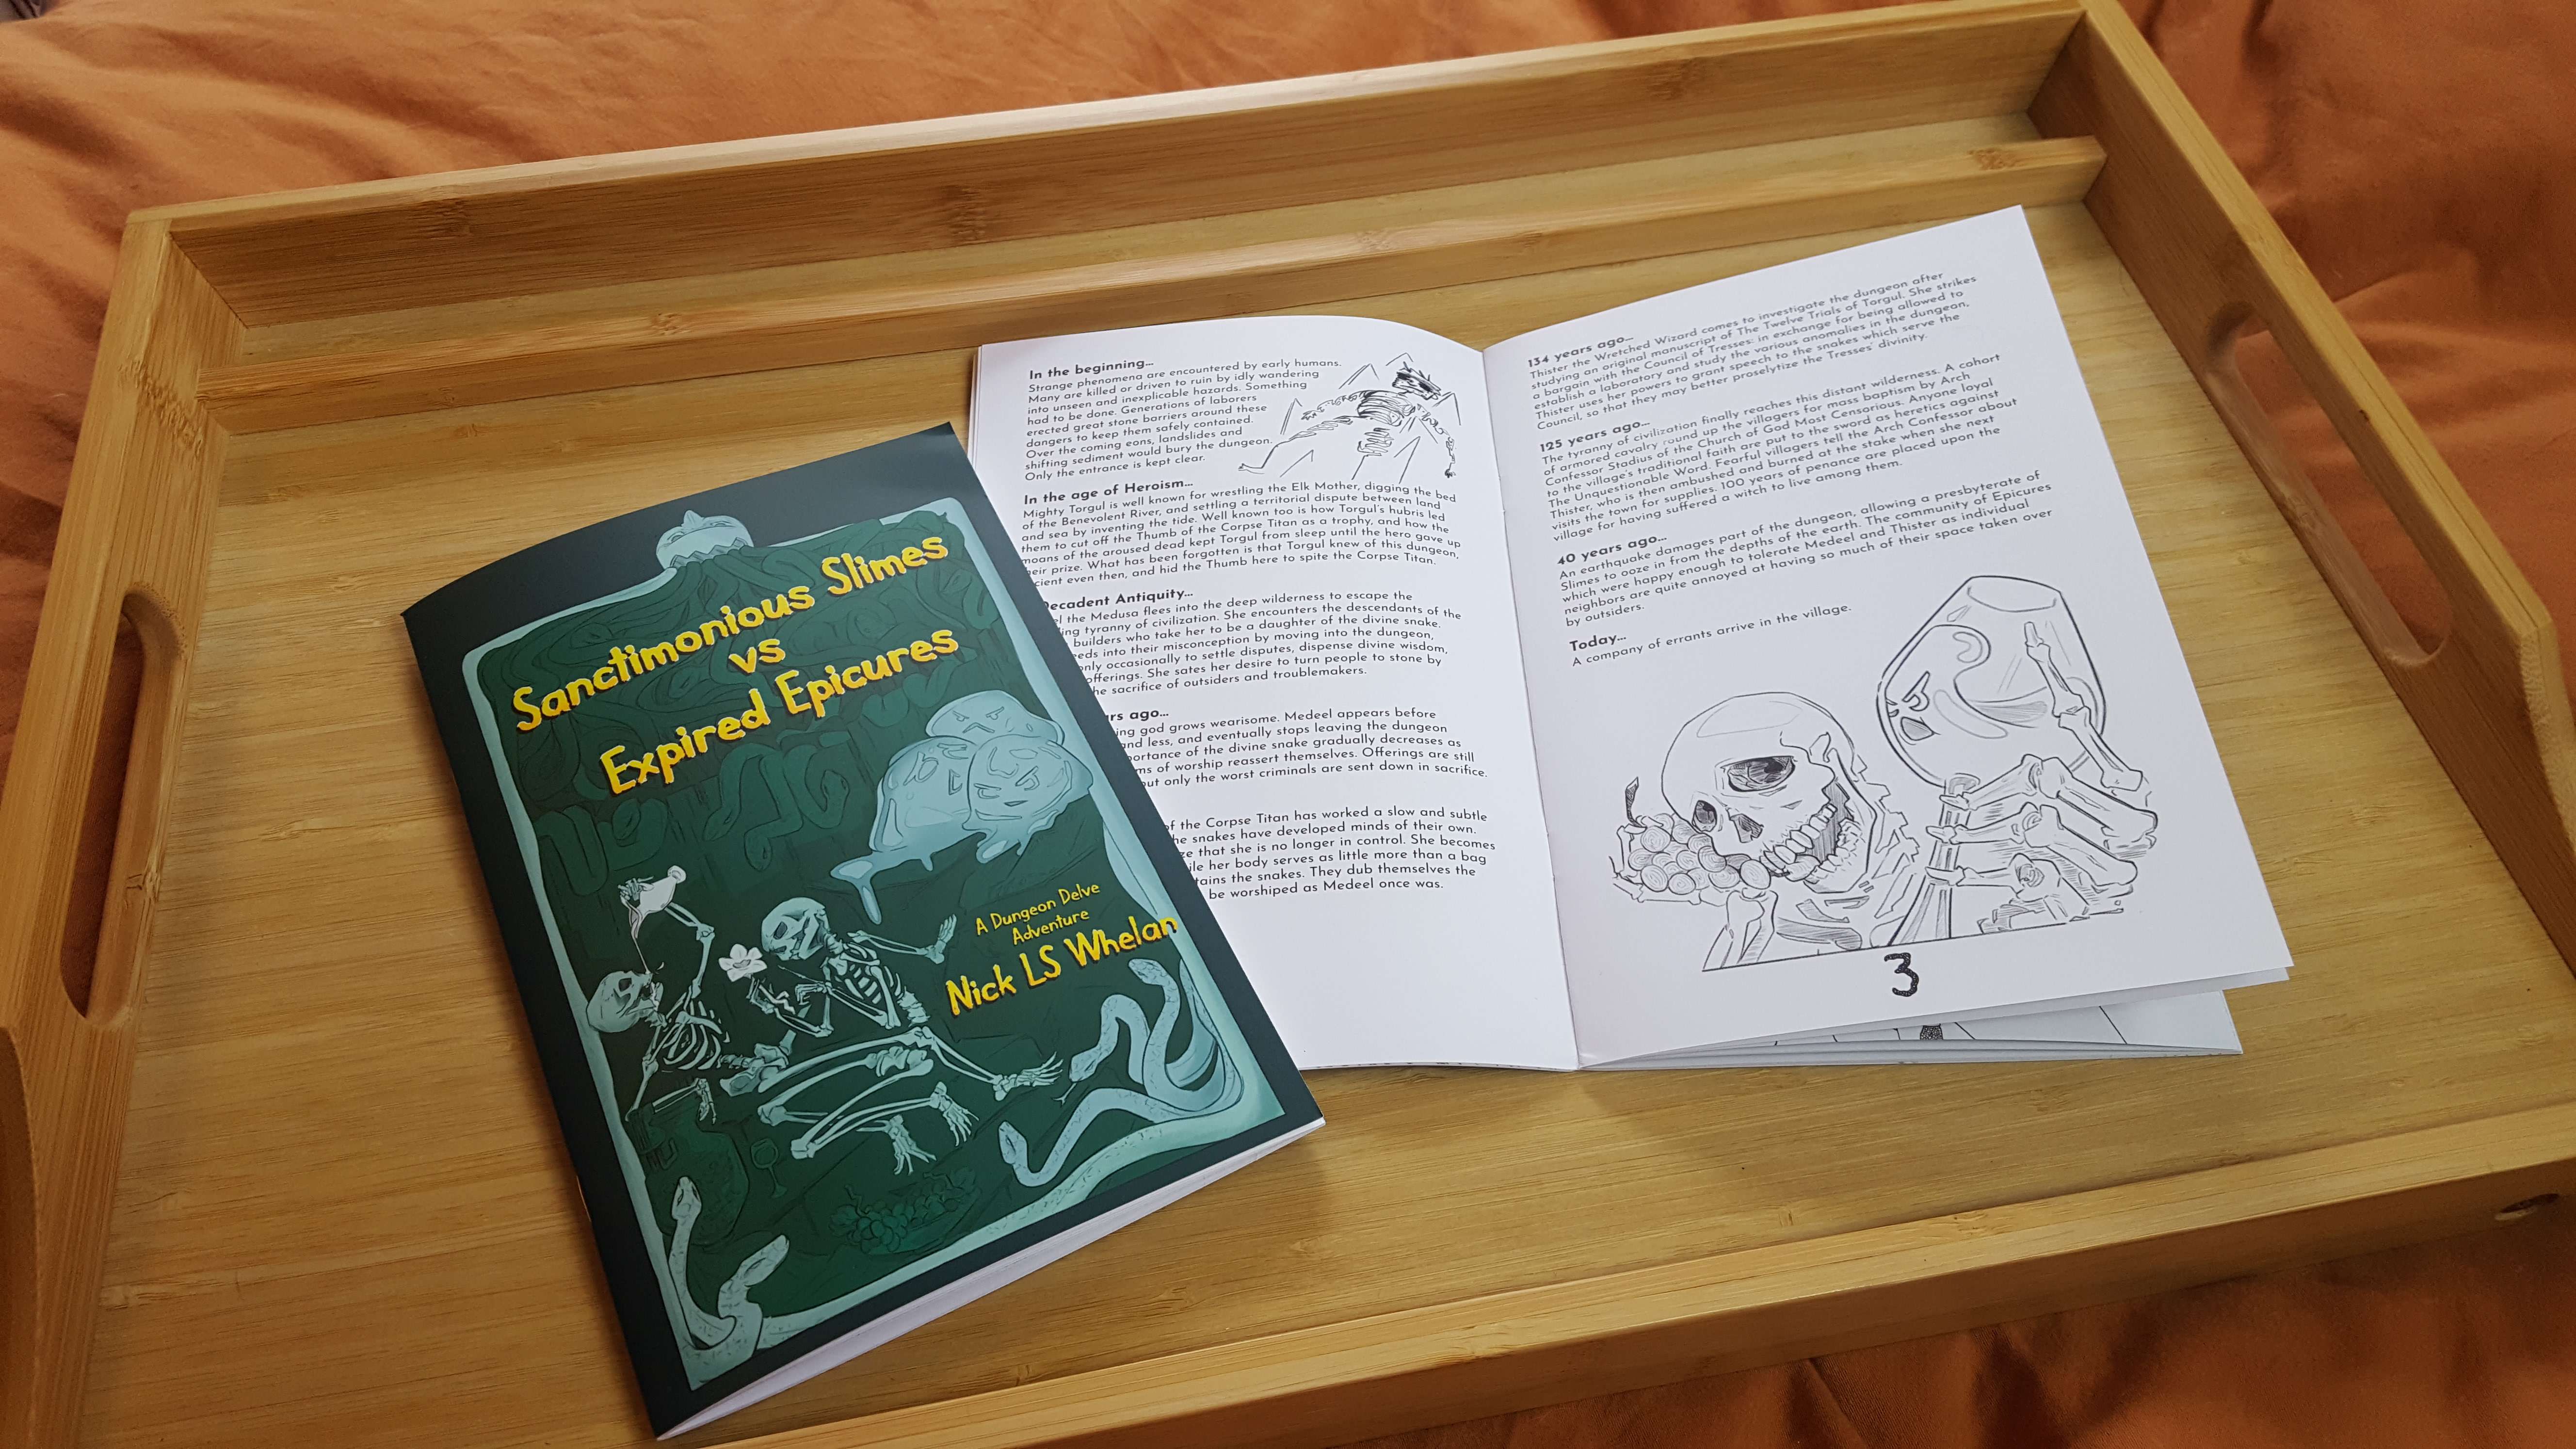 Sanctimonious Slimes
vs
Expired Epicures
A Dungeon Delve
Adventure
Nick LS Whelan
In the beginning...
Strange phenomena are encountered by early humans.
Many are killed or driven to ruin by idly wandering
into unseen and inexplicable hazards. Something
had to be done. Generations of laborers
erected great stone barriers around these
dangers to keep them safely contained.
Over the coming eons, landslides and
shifting sediment would bury the dungeon.
Only the entrance is kept clear.
In the age of Heroism...
Mighty Torgul is well known for wrestling the Elk Mother, digging the bed
of the Benevolent River, and settling a territorial dispute between land
and sea by inventing the tide. Well known too is how Torgul's hubris led
them to cut off the Thumb of the Corpse Titan as a trophy, and how the
moans of the aroused dead kept Torgul from sleep until the hero gave up
their prize. What has been forgotten is that Torgul knew of this dungeon,
cient even then, and hid the Thumb here to spite the Corpse Titan.
ecadent Antiquity...
el the Medusa flees into the deep wilderness to escape the
ing tyranny of civilization. She encounters the descendants of the
builders who take her to be a daughter of the divine snake.
eds into their misconception by moving into the dungeon,
only occasionally to settle disputes, dispense divine wisdom,
offerings. She sates her desire to turn people to stone by
he sacrifice of outsiders and troublemakers.
rs ago...
ing god grows wearisome. Medeel appears before
and less, and eventually stops leaving the dungeon
portance of the divine snake gradually decreases as
ms of worship reassert themselves. Offerings are still
but only the worst criminals are sent down in sacrifice.
of the Corpse Titan has worked a slow and subtle
he snakes have developed minds of their own.
ze that she is no longer in control. She becomes
ile her body serves as little more than a bag
tains the snakes. They dub themselves the
be worshiped as Medeel once was.
134 years ago...
Thister the Wretched Wizard comes to investigate the dungeon after
studying an original manuscript of The Twelve Trials of Torgul. She strikes
a bargain with the Council of Tresses: in exchange for being allowed to
establish a laboratory and study the various anomalies in the dungeon,
Thister uses her powers to grant speech to the snakes which serve the
Council, so that they may better proselytize the Tresses' divinity.
125 years ago...
The tyranny of civilization finally reaches this distant wilderness. A cohort
of armored cavalry round up the villagers for mass baptism by Arch
Confessor Stadius of the Church of God Most Censorious. Anyone loyal
to the village's traditional faith are put to the sword as heretics against
The Unquestionable Word. Fearful villagers tell the Arch Confessor about
Thister, who is then ambushed and burned at the stake when she next
visits the town for supplies. 100 years of penance are placed upon the
village for having suffered a witch to live among them.
40 years ago...
An earthquake damages part of the dungeon, allowing a presbyterate of
Slimes to ooze in from the depths of the earth. The community of Epicures
which were happy enough to tolerate Medeel and Thister as individual
neighbors are quite annoyed at having so much of their space taken over
by outsiders.
Today...
A company of errants arrive in the village.
3